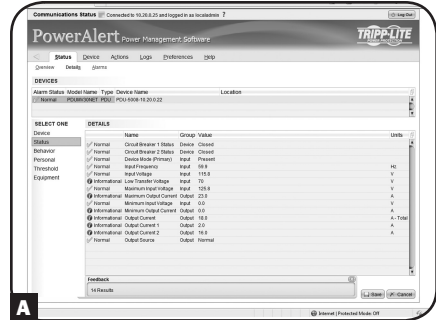 Communications Status Connected to 10.20.0.25 and logged in as localadmin ? Log Out
PowerAlert Power Management Software
TRIPP-LITE
POWER PROTECTION
Status Device Actions Logs Preferences Help
Overview Details Alarms
DEVICES
Alarm Status Model Name Type Device Name Location
Normal PDUMH30NET PDU PDU-5008-10.20.0.22
SELECT ONE
Device
Status
Behavior
Personal
Threshold
Equipment
DETAILS
Name Group Value Units
Normal Circuit Breaker 1 Status Device Closed
Normal Circuit Breaker 2 Status Device Closed
Normal Device Mode (Primary) Input Present
Normal Input Frequency Input 59.9 Hz
Normal Input Voltage Input 115.8 V
Informational Low Transfer Voltage Input 70 V
Normal Maximum Input Voltage Input 125.8 V
Informational Maximum Output Current Output 23.0 A
Normal Minimum Input Voltage Input 0.0 V
Informational Minimum Output Current Output 0.0 A
Informational Output Current Output 18.0 A - Total
Informational Output Current 1 Output 2.0 A
Informational Output Current 2 Output 16.0 A
Normal Output Source Output Normal
Feedback
14 Results
Save Cancel
Internet | Protected Mode: Off
A